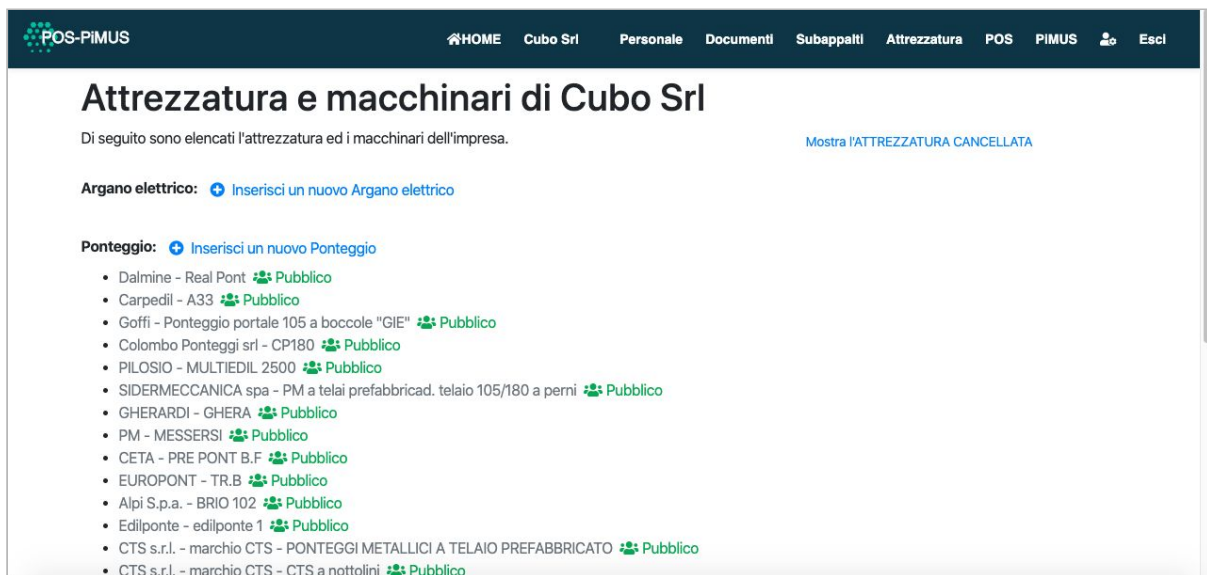 POS-PiMUS HOME Cubo Srl Personale Documenti Subappalti Attrezzatura POS PiMUS Esci
Attrezzatura e macchinari di Cubo Srl
Di seguito sono elencati l'attrezzatura ed i macchinari dell'impresa. Mostra l'ATTREZZATURA CANCELLATA
Argano elettrico: Inserisci un nuovo Argano elettrico
Ponteggio: Inserisci un nuovo Ponteggio
• Dalmine - Real Pont Pubblico
• Carpedil - A33 Pubblico
• Goffi - Ponteggio portale 105 a boccole "GIE" Pubblico
• Colombo Ponteggi srl - CP180 Pubblico
• PILOSIO - MULTIEDIL 2500 Pubblico
• SIDERMECCANICA spa - PM a telai prefabbricad. telaio 105/180 a perni Pubblico
• GHERARDI - GHERA Pubblico
• PM - MESSERSI Pubblico
• CETA - PRE PONT B.F Pubblico
• EUROPONT - TR.B Pubblico
• Alpi S.p.a. - BRIO 102 Pubblico
• Edilponte - edilponte 1 Pubblico
• CTS s.r.l. - marchio CTS - PONTEGGI METALLICI A TELAIO PREFABBRICATO Pubblico
• CTS s.r.l. - marchio CTS - CTS a nottolini Pubblico